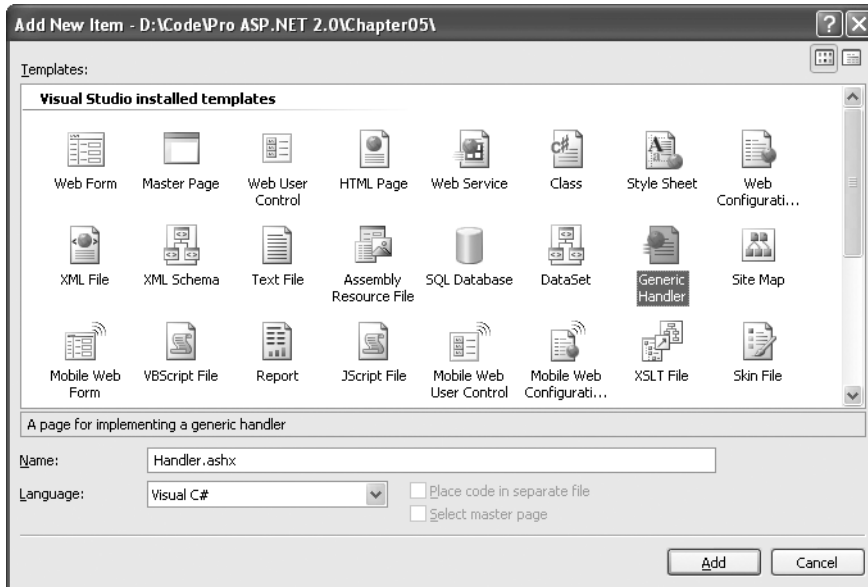 Add New Item - D:\Code\Pro ASP.NET 2.0\Chapter05\
Templates:
Visual Studio installed templates
Web Form
Master Page
Web User
Control
HTML Page
Web Service
Class
Style Sheet
Web
Configurati...
XML File
XML Schema
Text File
Assembly
Resource File
SQL Database
DataSet
Generic
Handler
Site Map
Mobile Web
Form
VBScript File
Report
JScript File
Mobile Web
User Control
Mobile Web
Configurati...
XSLT File
Skin File
A page for implementing a generic handler
Name:
Handler.ashx
Language:
Visual C#
Place code in separate file
Select master page
Add
Cancel